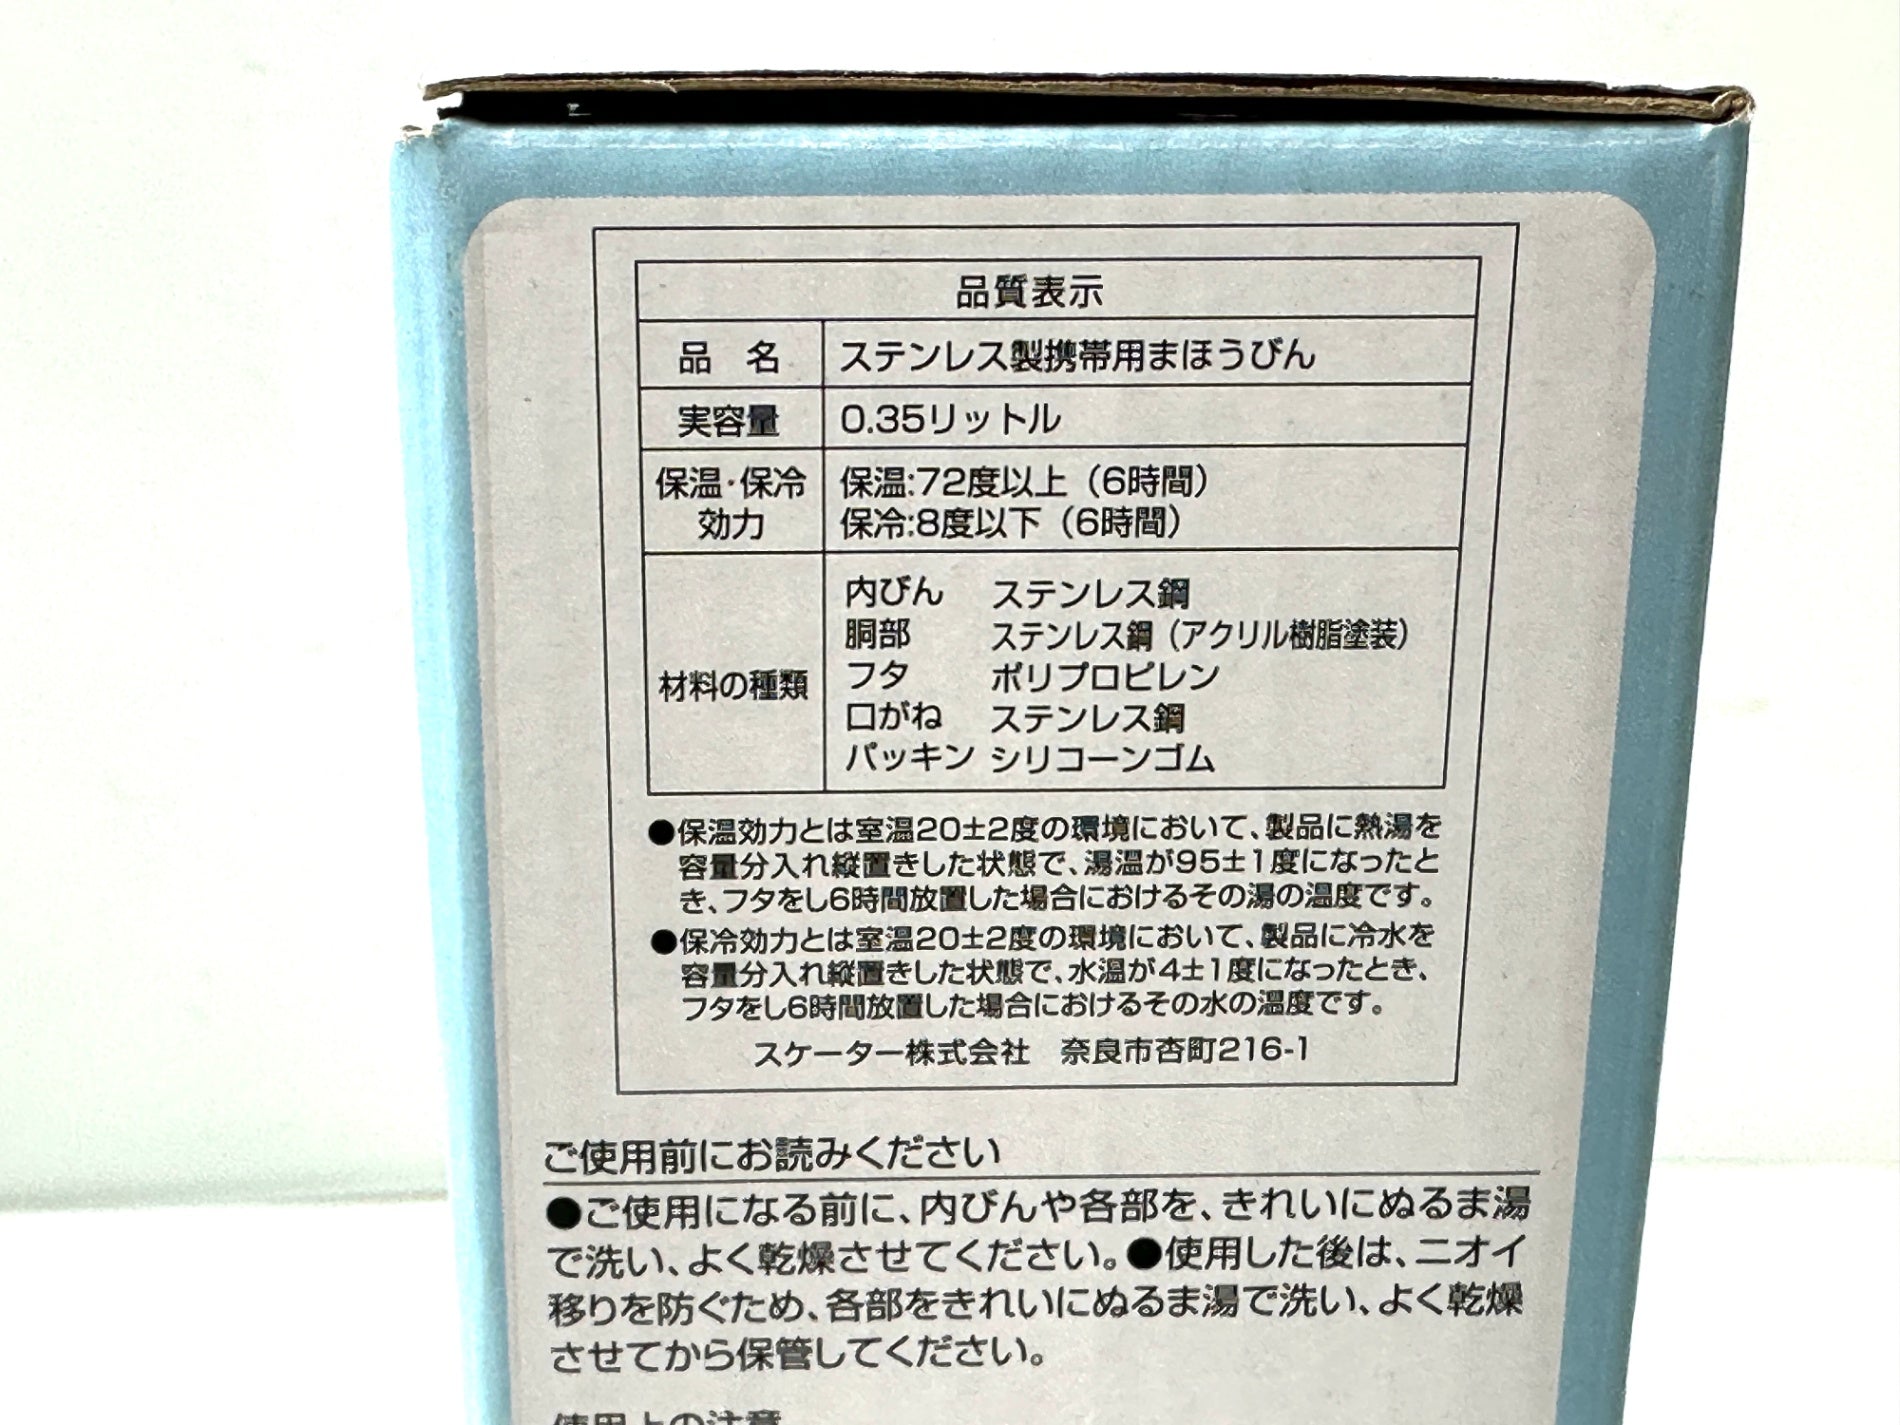 品質表示
品 名 ステンレス製携帯用まほうびん
実容量 0.35リットル
保温・保冷効力 保温:72度以上（6時間）
保冷:8度以下（6時間）
材料の種類
内びん ステンレス鋼
胴部 ステンレス鋼（アクリル樹脂塗装）
フタ ポリプロピレン
口がね ステンレス鋼
パッキン シリコーンゴム
●保温効力とは室温20±2度の環境において、製品に熱湯を
容量分入れ縦置きした状態で、湯温が95±1度になったと
き、フタをし6時間放置した場合におけるその湯の温度です。
●保冷効力とは室温20±2度の環境において、製品に冷水を
容量分入れ縦置きした状態で、水温が4±1度になったとき、
フタをし6時間放置した場合におけるその水の温度です。
スケーター株式会社 奈良市杏町216-1
ご使用前にお読みください
●ご使用になる前に、内びんや各部を、きれいにぬるま湯
で洗い、よく乾燥させてください。●使用した後は、ニオイ
移りを防ぐため、各部をきれいにぬるま湯で洗い、よく乾燥
させてから保管してください。
使用上の注意